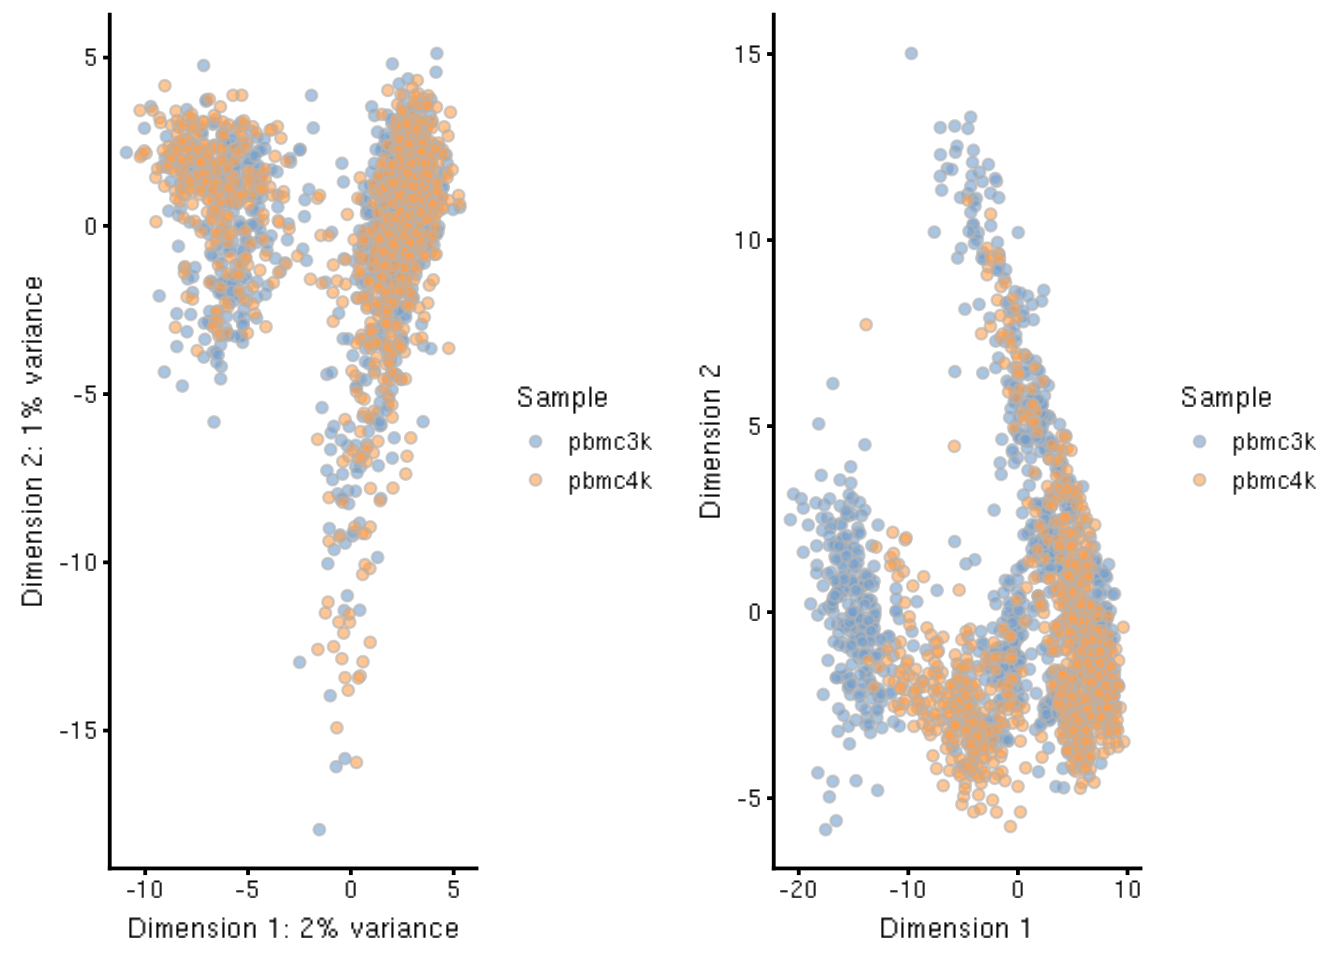 5
0
-5
-10
-15
-10
-5
0
5
Dimension 1: 2% variance
Dimension 2: 1% variance
Sample
pbmc3k
pbmc4k
15
10
5
0
-5
-20
-10
0
10
Dimension 1
Dimension 2
Sample
pbmc3k
pbmc4k